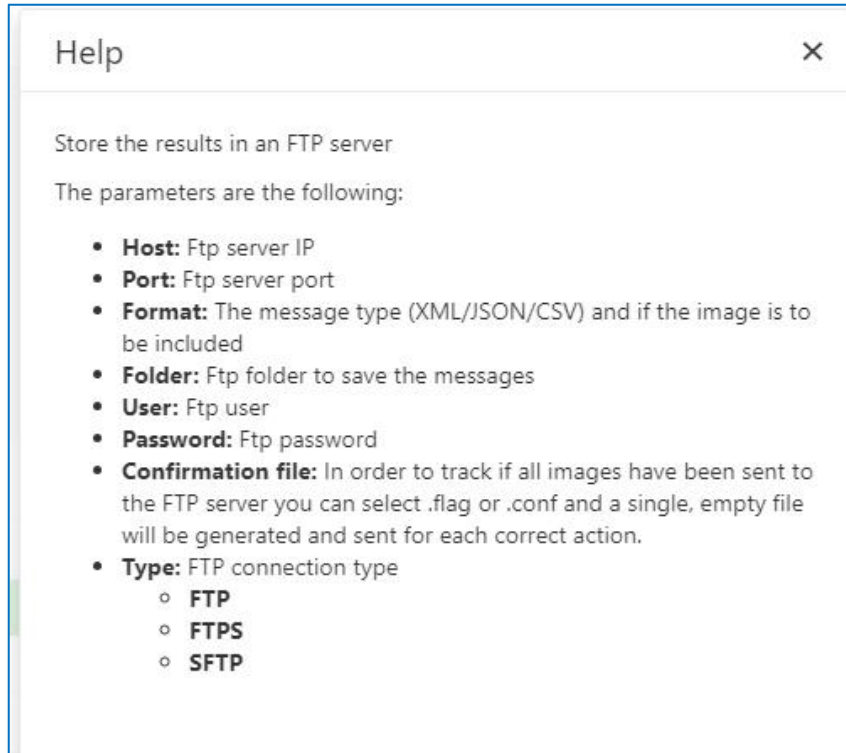 Help
Store the results in an FTP server
The parameters are the following:
Host: Ftp server IP
Port: Ftp server port
Format: The message type (XML/JSON/CSV) and if the image is to
be included
Folder: Ftp folder to save the messages
User: Ftp user
Password: Ftp password
Confirmation file: In order to track if all images have been sent to
the FTP server you can select .flag or .conf and a single, empty file
will be generated and sent for each correct action.
Type: FTP connection type
FTP
FTPS
SFTP